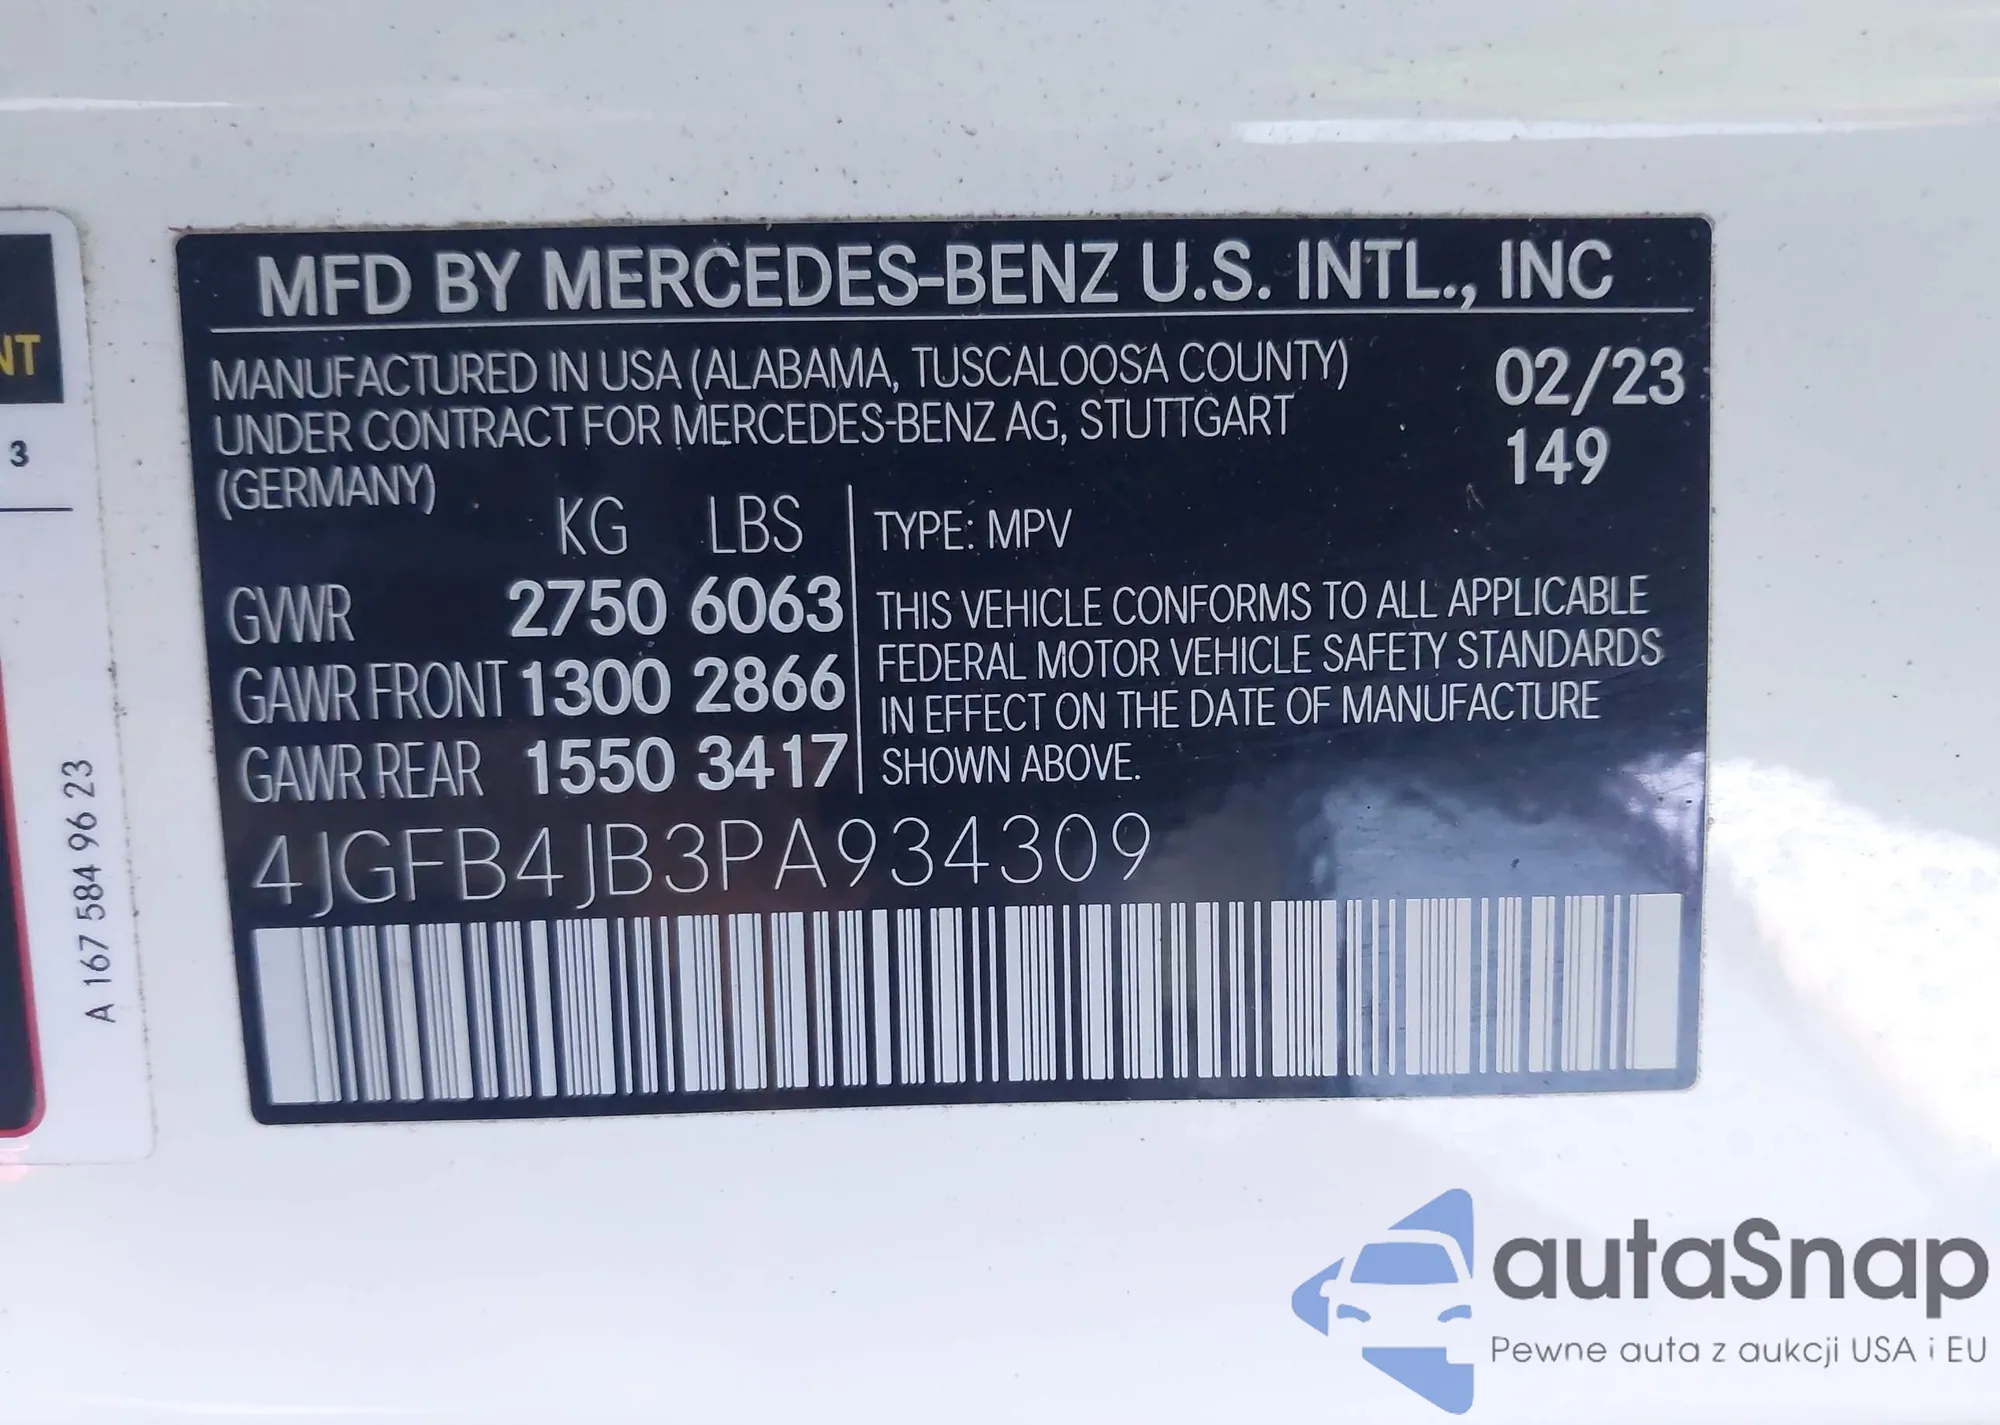 NT
3
A 167 584 96 23
MFD BY MERCEDES-BENZ U.S. INTL., INC
MANUFACTURED IN USA (ALABAMA, TUSCALOOSA COUNTY)
UNDER CONTRACT FOR MERCEDES-BENZ AG, STUTTGART
(GERMANY)
02/23
149
KG LBS
GVWR 2750 6063
GAWR FRONT 1300 2866
GAWR REAR 1550 3417
TYPE: MPV
THIS VEHICLE CONFORMS TO ALL APPLICABLE
FEDERAL MOTOR VEHICLE SAFETY STANDARDS
IN EFFECT ON THE DATE OF MANUFACTURE
SHOWN ABOVE.
4JGFB4JB3PA934309
autaSnap
Pewne auta z aukcji USA i EU